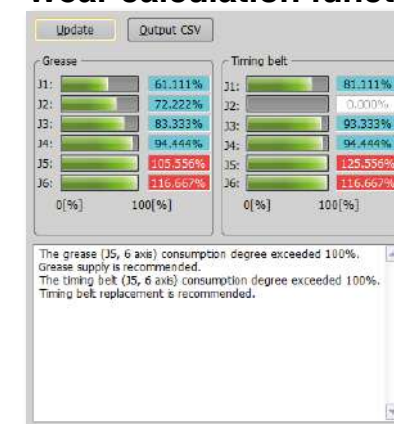 Update Output CSV
Grease
J1: 61.111%
J2: 72.222%
J3: 83.333%
J4: 94.444%
J5: 105.556%
J6: 116.667%
0[%] 100[%]
Timing belt
J1: 81.111%
J2: 0.000%
J3: 93.333%
J4: 94.444%
J5: 125.556%
J6: 116.667%
0[%] 100[%]
The grease (J5, 6 axis) consumption degree exceeded 100%.
Grease supply is recommended.
The timing belt (J5, 6 axis) consumption degree exceeded 100%.
Timing belt replacement is recommended.